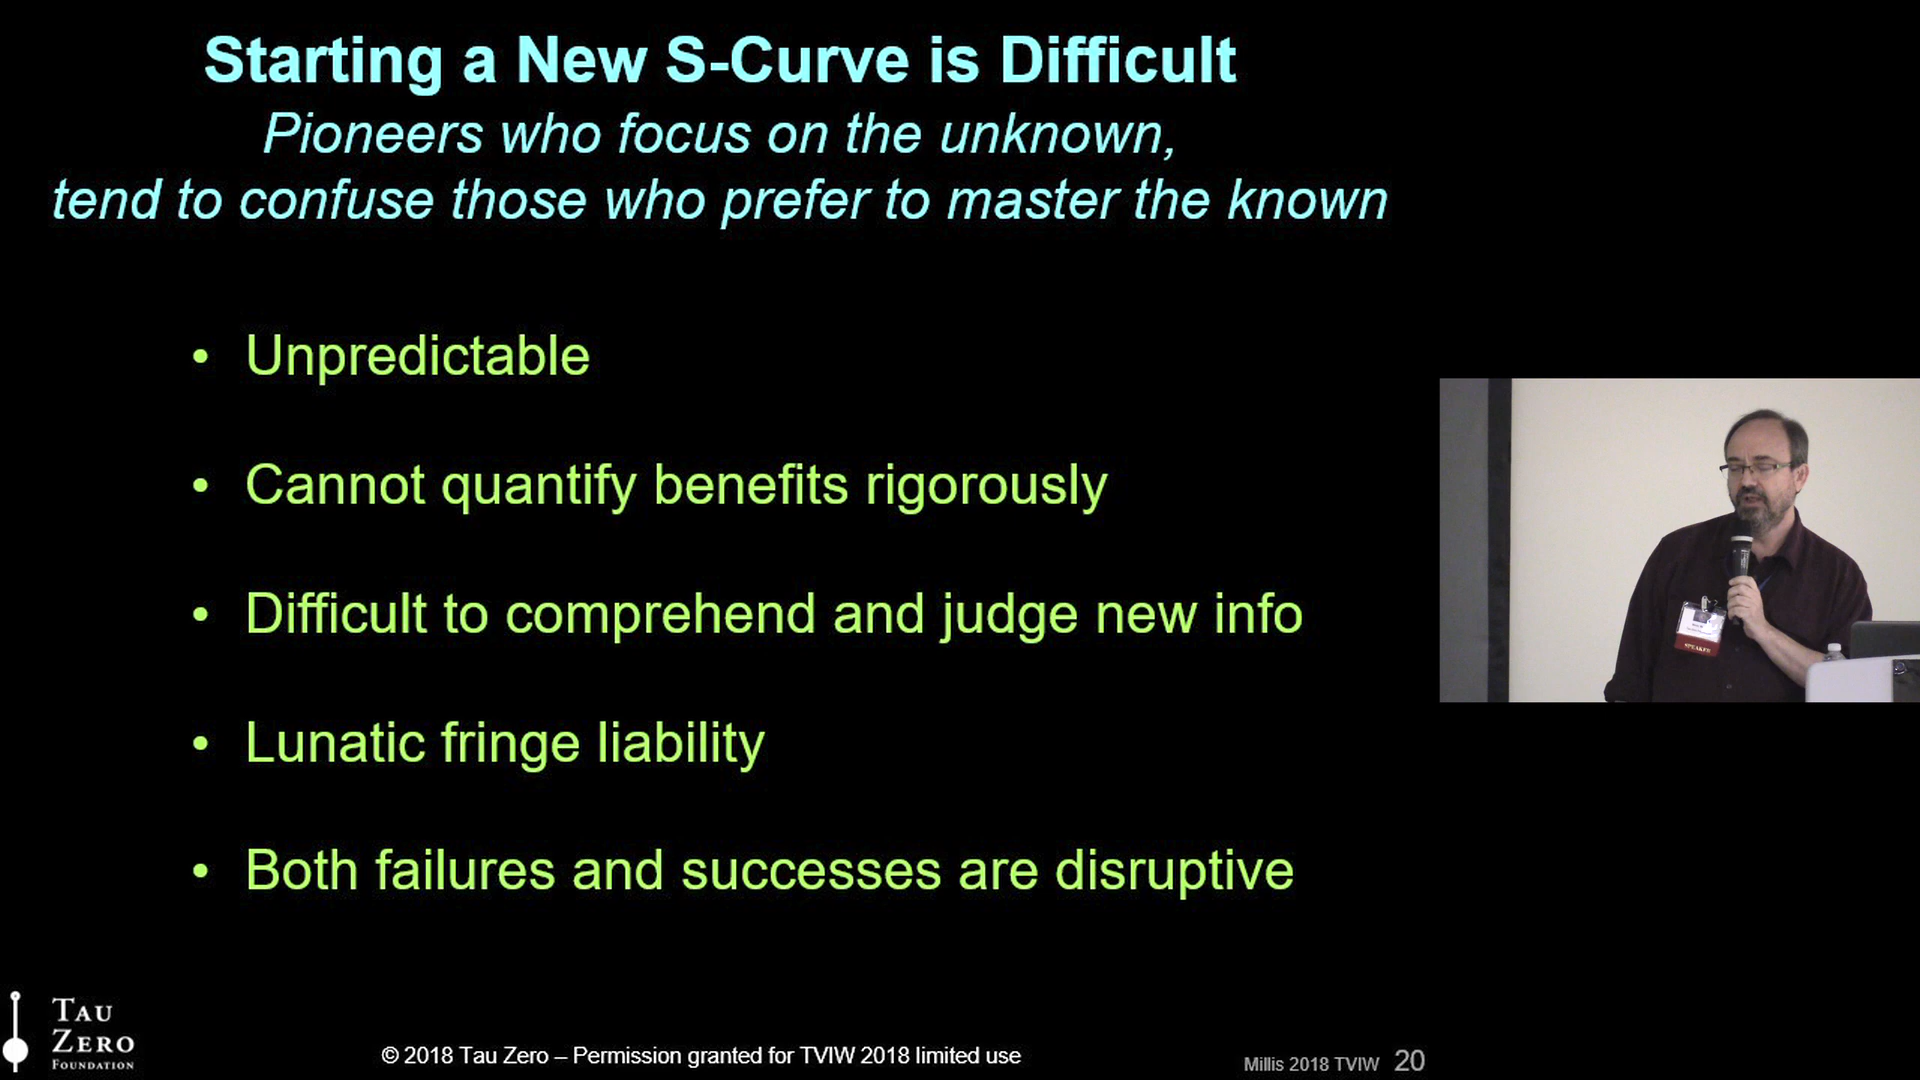 Starting a New S-Curve is Difficult
Pioneers who focus on the unknown,
tend to confuse those who prefer to master the known
• Unpredictable
• Cannot quantify benefits rigorously
• Difficult to comprehend and judge new info
• Lunatic fringe liability
• Both failures and successes are disruptive
SPEAKER
TAU
ZERO
FOUNDATION
© 2018 Tau Zero – Permission granted for TVIW 2018 limited use
Millis 2018 TVIW 20